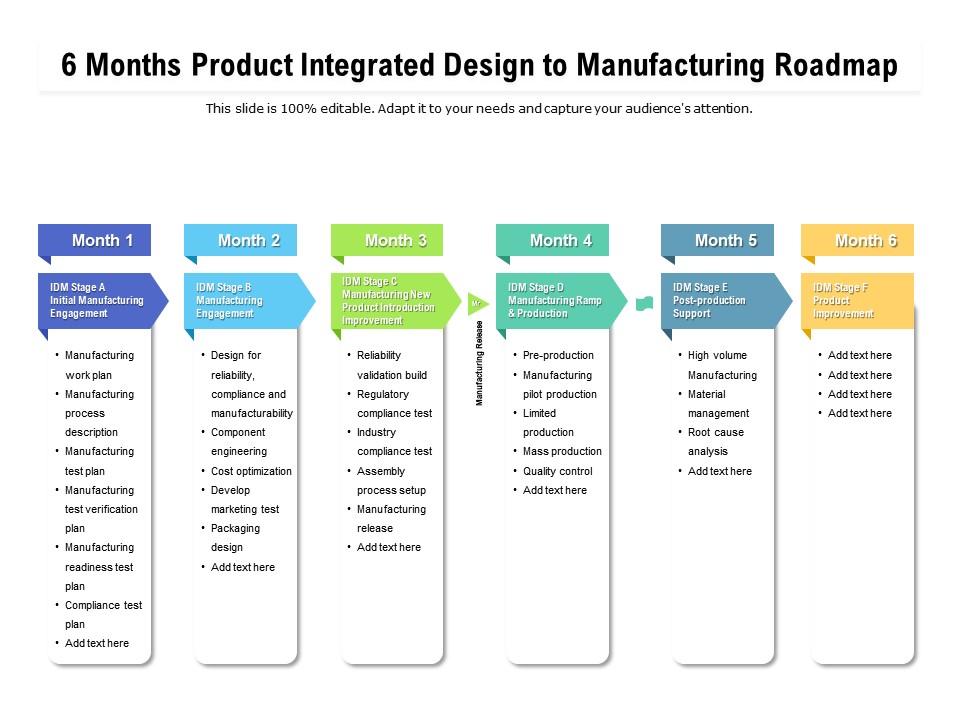 6 Months Product Integrated Design to Manufacturing Roadmap
This slide is 100% editable. Adapt it to your needs and capture your audience's attention.
Month 1
IDM Stage A
Initial Manufacturing
Engagement
• Manufacturing
work plan
• Manufacturing
process
description
• Manufacturing
test plan
• Manufacturing
test verification
plan
• Manufacturing
readiness test
plan
• Compliance test
plan
• Add text here
Month 2
IDM Stage B
Manufacturing
Engagement
• Design for
reliability,
compliance and
manufacturability
• Component
engineering
• Cost optimization
• Develop
marketing test
• Packaging
design
• Add text here
Month 3
IDM Stage C
Manufacturing New
Product Introduction
Improvement
• Reliability
validation build
• Regulatory
compliance test
• Industry
compliance test
• Assembly
process setup
• Manufacturing
release
• Add text here
Manufacturing Release
Month 4
IDM Stage D
Manufacturing Ramp
& Production
• Pre-production
• Manufacturing
pilot production
• Limited
production
• Mass production
• Quality control
• Add text here
Month 5
IDM Stage E
Post-production
Support
• High volume
Manufacturing
• Material
management
• Root cause
analysis
• Add text here
Month 6
IDM Stage F
Product
Improvement
• Add text here
• Add text here
• Add text here
• Add text here